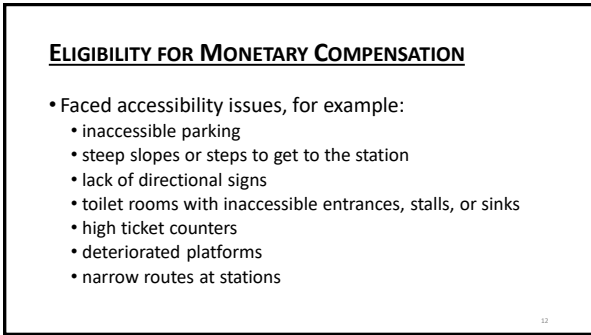 ELIGIBILITY FOR MONETARY COMPENSATION
• Faced accessibility issues, for example:
• inaccessible parking
• steep slopes or steps to get to the station
• lack of directional signs
• toilet rooms with inaccessible entrances, stalls, or sinks
• high ticket counters
• deteriorated platforms
• narrow routes at stations
12